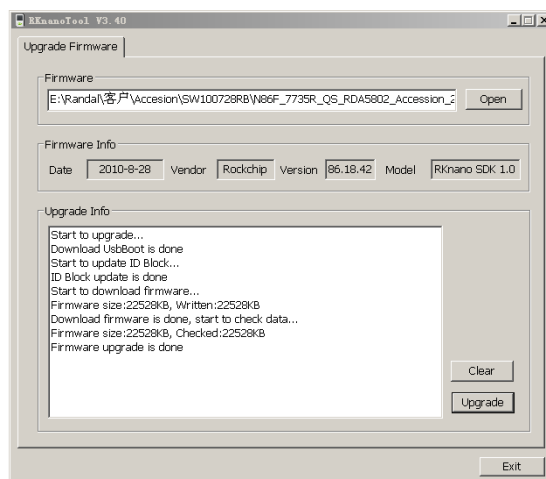 RKnanoTool V3.40
Upgrade Firmware
Firmware
E:\Randal\客户\Accesion\SW100728RB\N86F_7735R_QS_RDA5802_Accession_2
Open
Firmware Info
Date 2010-8-28 Vendor Rockchip Version 86.18.42 Model RKnano SDK 1.0
Upgrade Info
Start to upgrade...
Download UsbBoot is done
Start to update ID Block...
ID Block update is done
Start to download firmware...
Firmware size:22528KB, Written:22528KB
Download firmware is done, start to check data...
Firmware size:22528KB, Checked:22528KB
Firmware upgrade is done
Clear
Upgrade
Exit